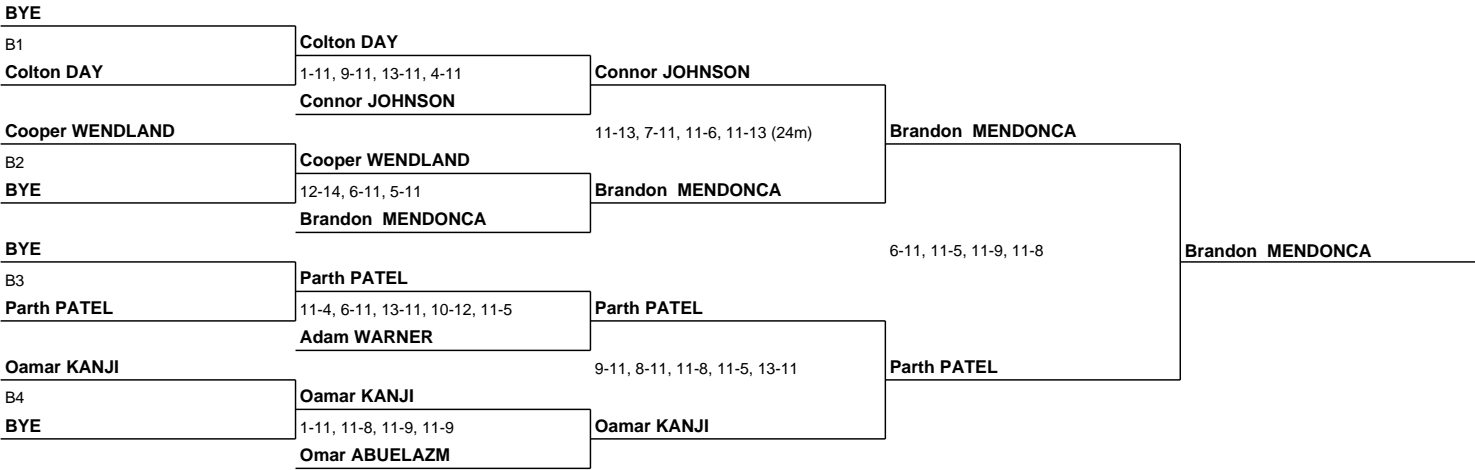 BYE
B1
Colton DAY
Colton DAY
1-11, 9-11, 13-11, 4-11
Connor JOHNSON
Connor JOHNSON
Cooper WENDLAND
11-13, 7-11, 11-6, 11-13 (24m)
Brandon  MENDONCA
B2
Cooper WENDLAND
BYE
12-14, 6-11, 5-11
Brandon  MENDONCA
Brandon  MENDONCA
BYE
6-11, 11-5, 11-9, 11-8
Brandon  MENDONCA
B3
Parth PATEL
Parth PATEL
11-4, 6-11, 13-11, 10-12, 11-5
Parth PATEL
Adam WARNER
Oamar KANJI
9-11, 8-11, 11-8, 11-5, 13-11
Parth PATEL
B4
Oamar KANJI
BYE
1-11, 11-8, 11-9, 11-9
Oamar KANJI
Omar ABUELAZM